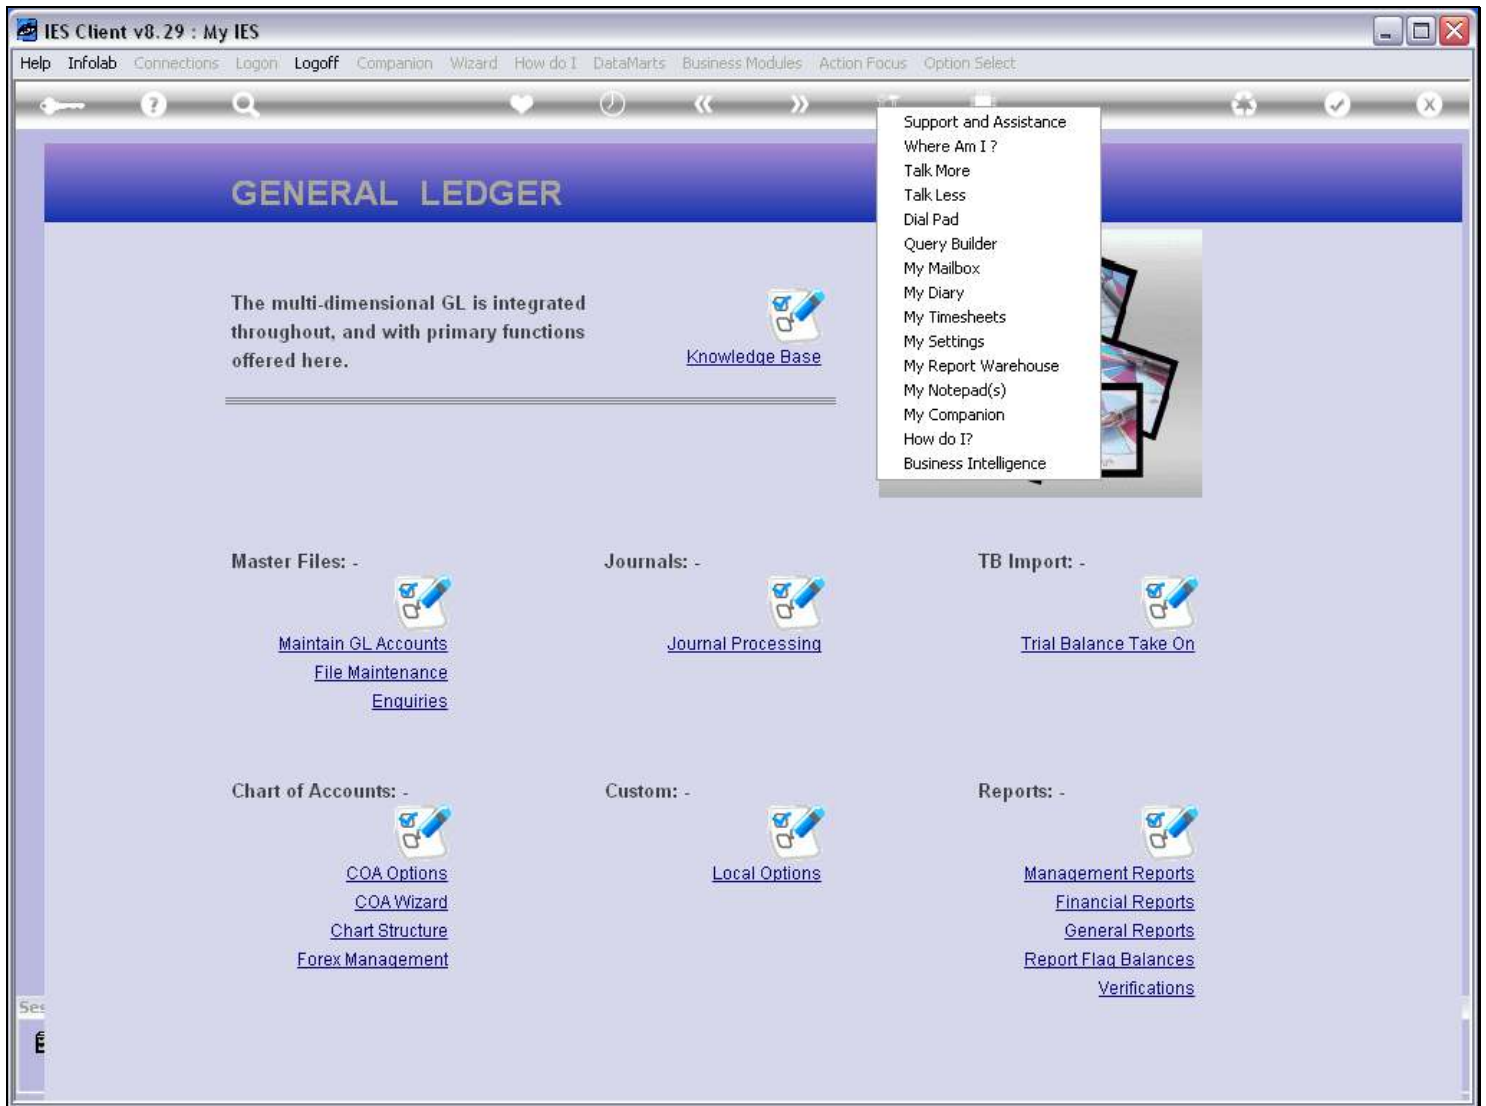 IES Client v8.29 : My IES
Help Infolab Connections Logon Logoff Companion Wizard How do I DataMarts Business Modules Action Focus Option Select
GENERAL LEDGER
The multi-dimensional GL is integrated
throughout, and with primary functions
offered here.
Knowledge Base
Support and Assistance
Where Am I ?
Talk More
Talk Less
Dial Pad
Query Builder
My Mailbox
My Diary
My Timesheets
My Settings
My Report Warehouse
My Notepad(s)
My Companion
How do I?
Business Intelligence
Master Files: -
Maintain GL Accounts
File Maintenance
Enquiries
Journals: -
Journal Processing
TB Import: -
Trial Balance Take On
Chart of Accounts: -
COA Options
COA Wizard
Chart Structure
Forex Management
Custom: -
Local Options
Reports: -
Management Reports
Financial Reports
General Reports
Report Flag Balances
Verifications
Ses